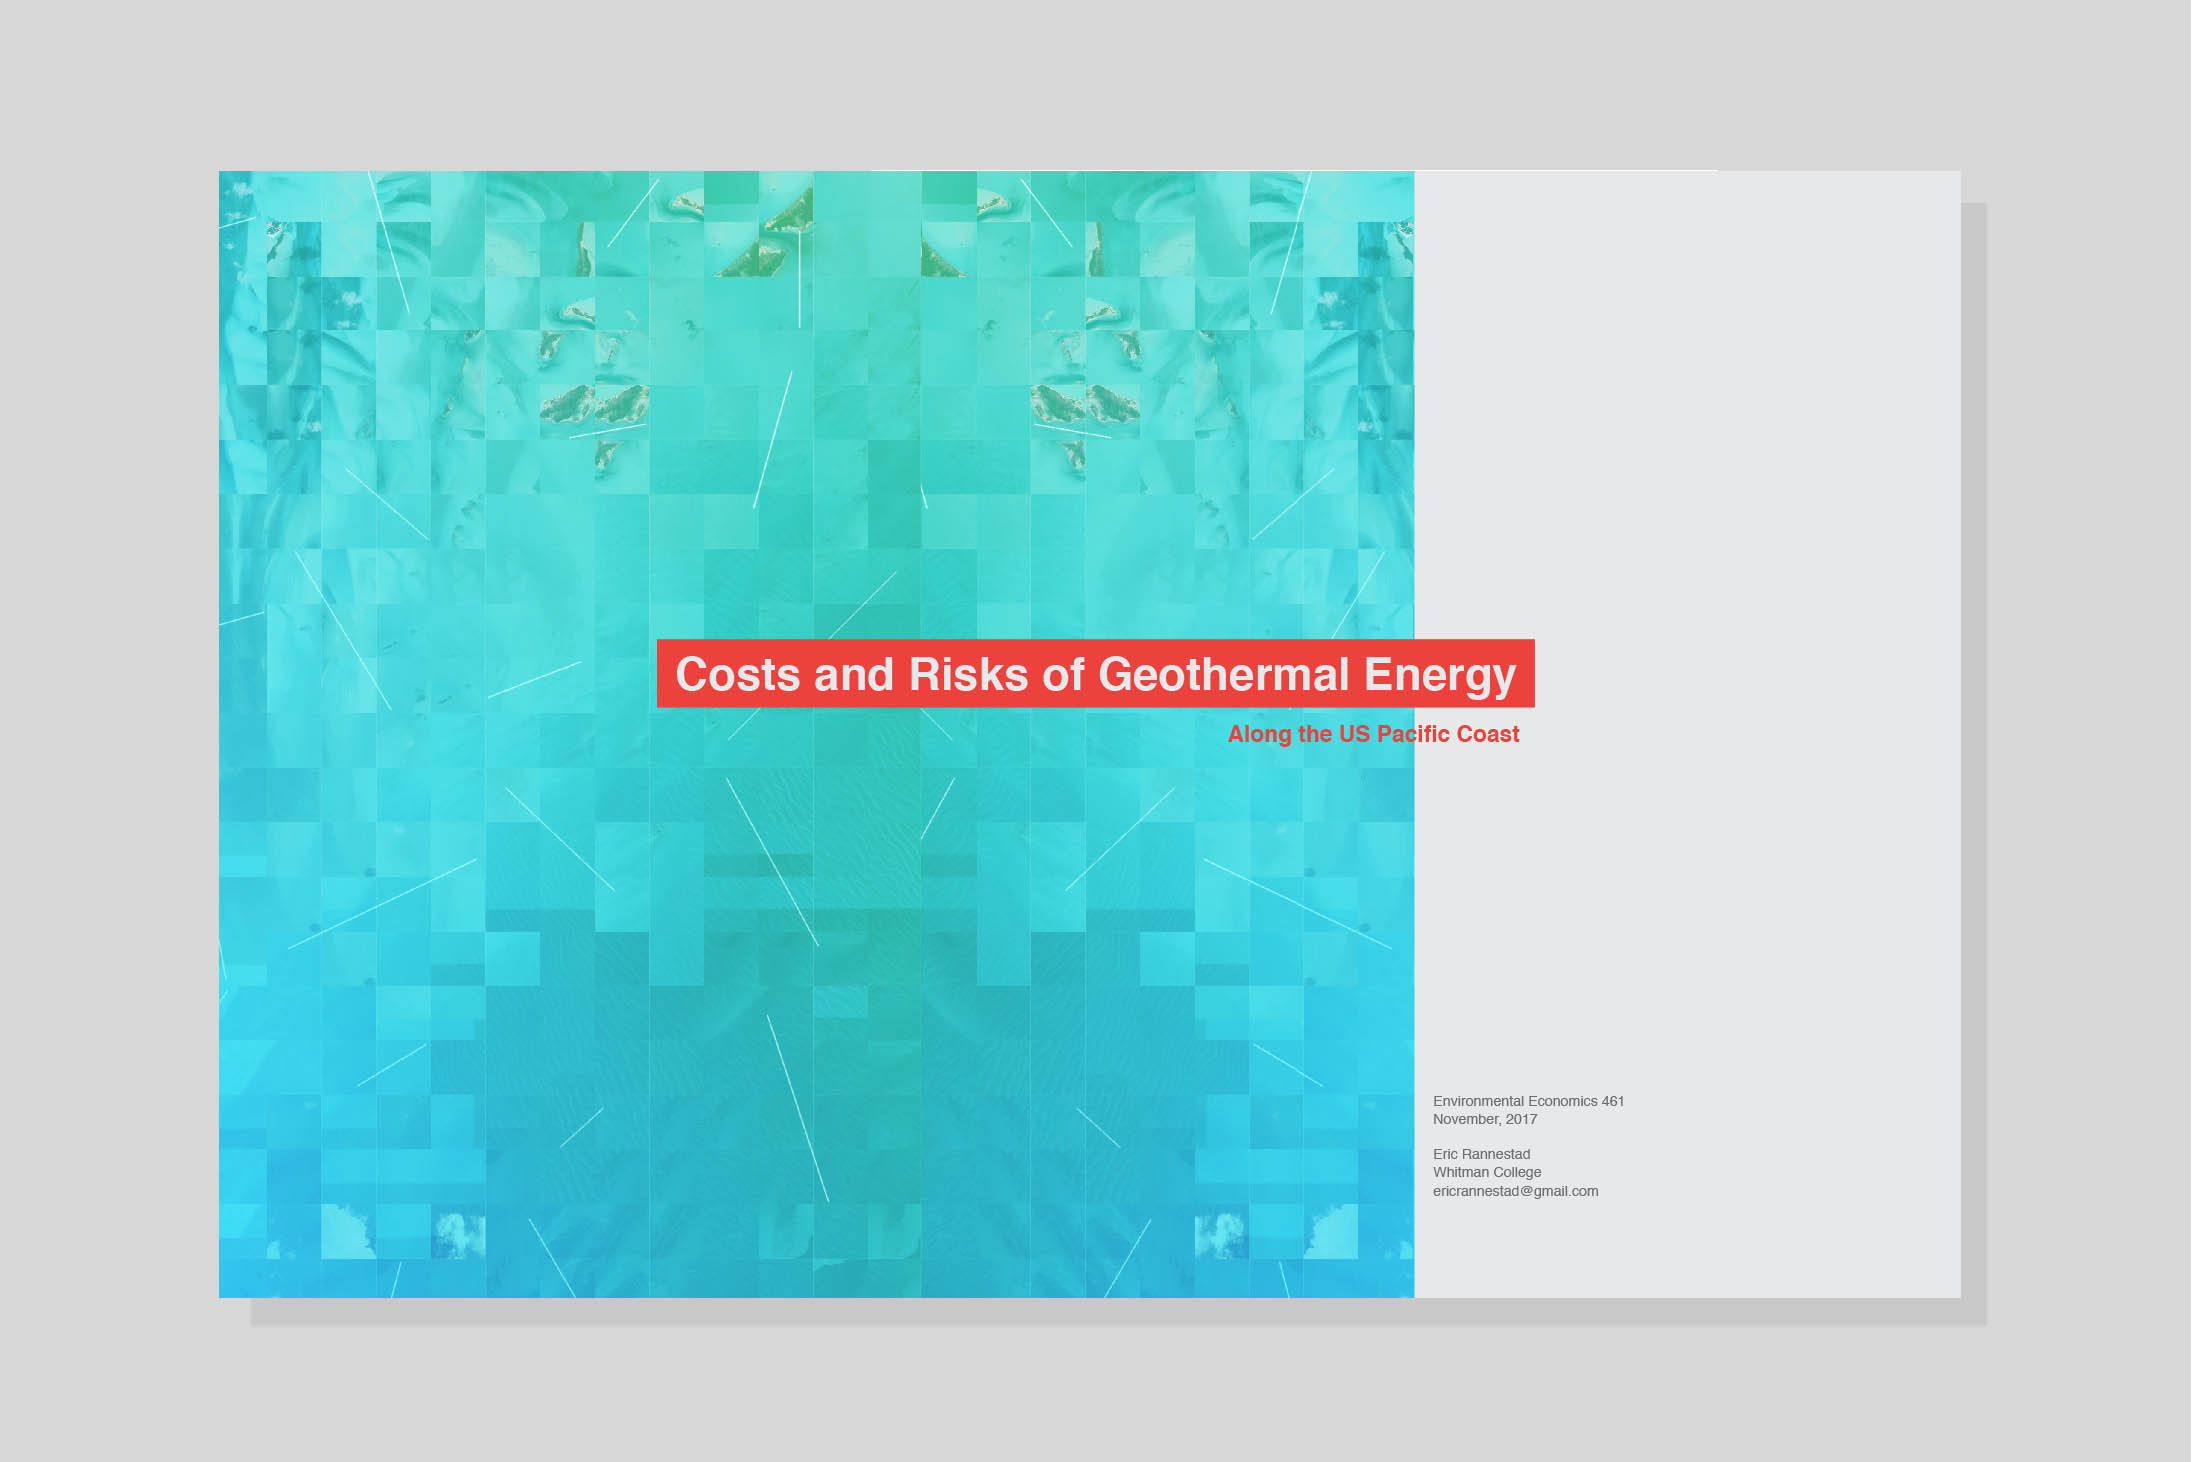 Costs and Risks of Geothermal Energy
Along the US Pacific Coast
Environmental Economics 461
November, 2017
Eric Rannestad
Whitman College
ericrannestad@gmail.com